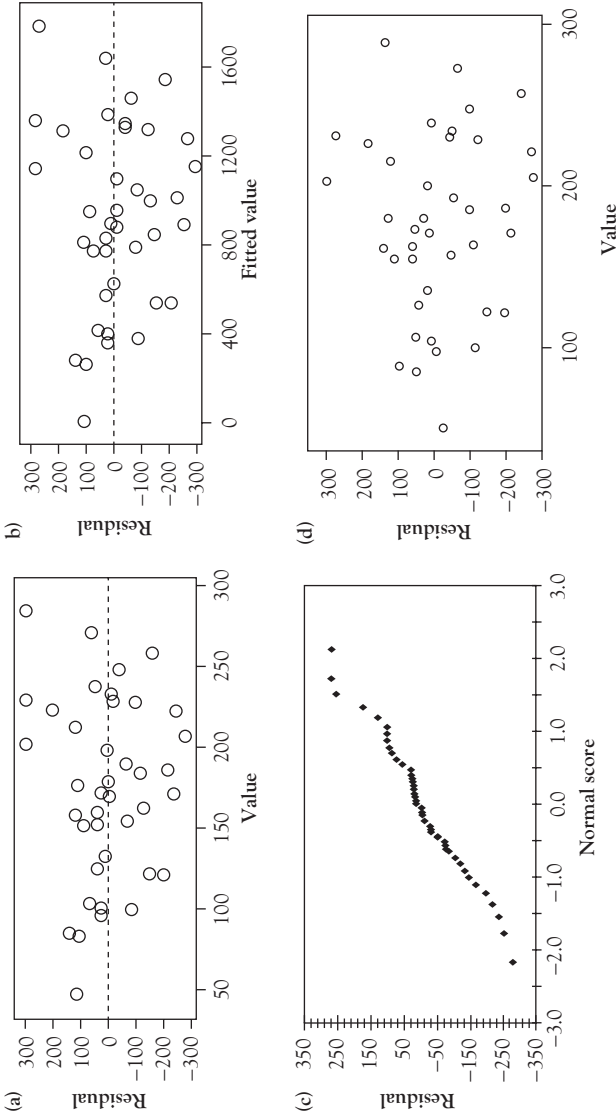 (a)
300
200
100
0
−100
−200
−300
Residual
50 100 150 200 250 300
Value
b)
300
200
100
0
−100
−200
−300
Residual
0 400 800 1200 1600
Fitted value
(c)
350
250
150
50
−50
−150
−250
−350
Residual
−3.0 −2.0 −1.0 0.0 1.0 2.0 3.0
Normal score
(d)
300
200
100
0
−100
−200
−300
Residual
100 200 300
Value